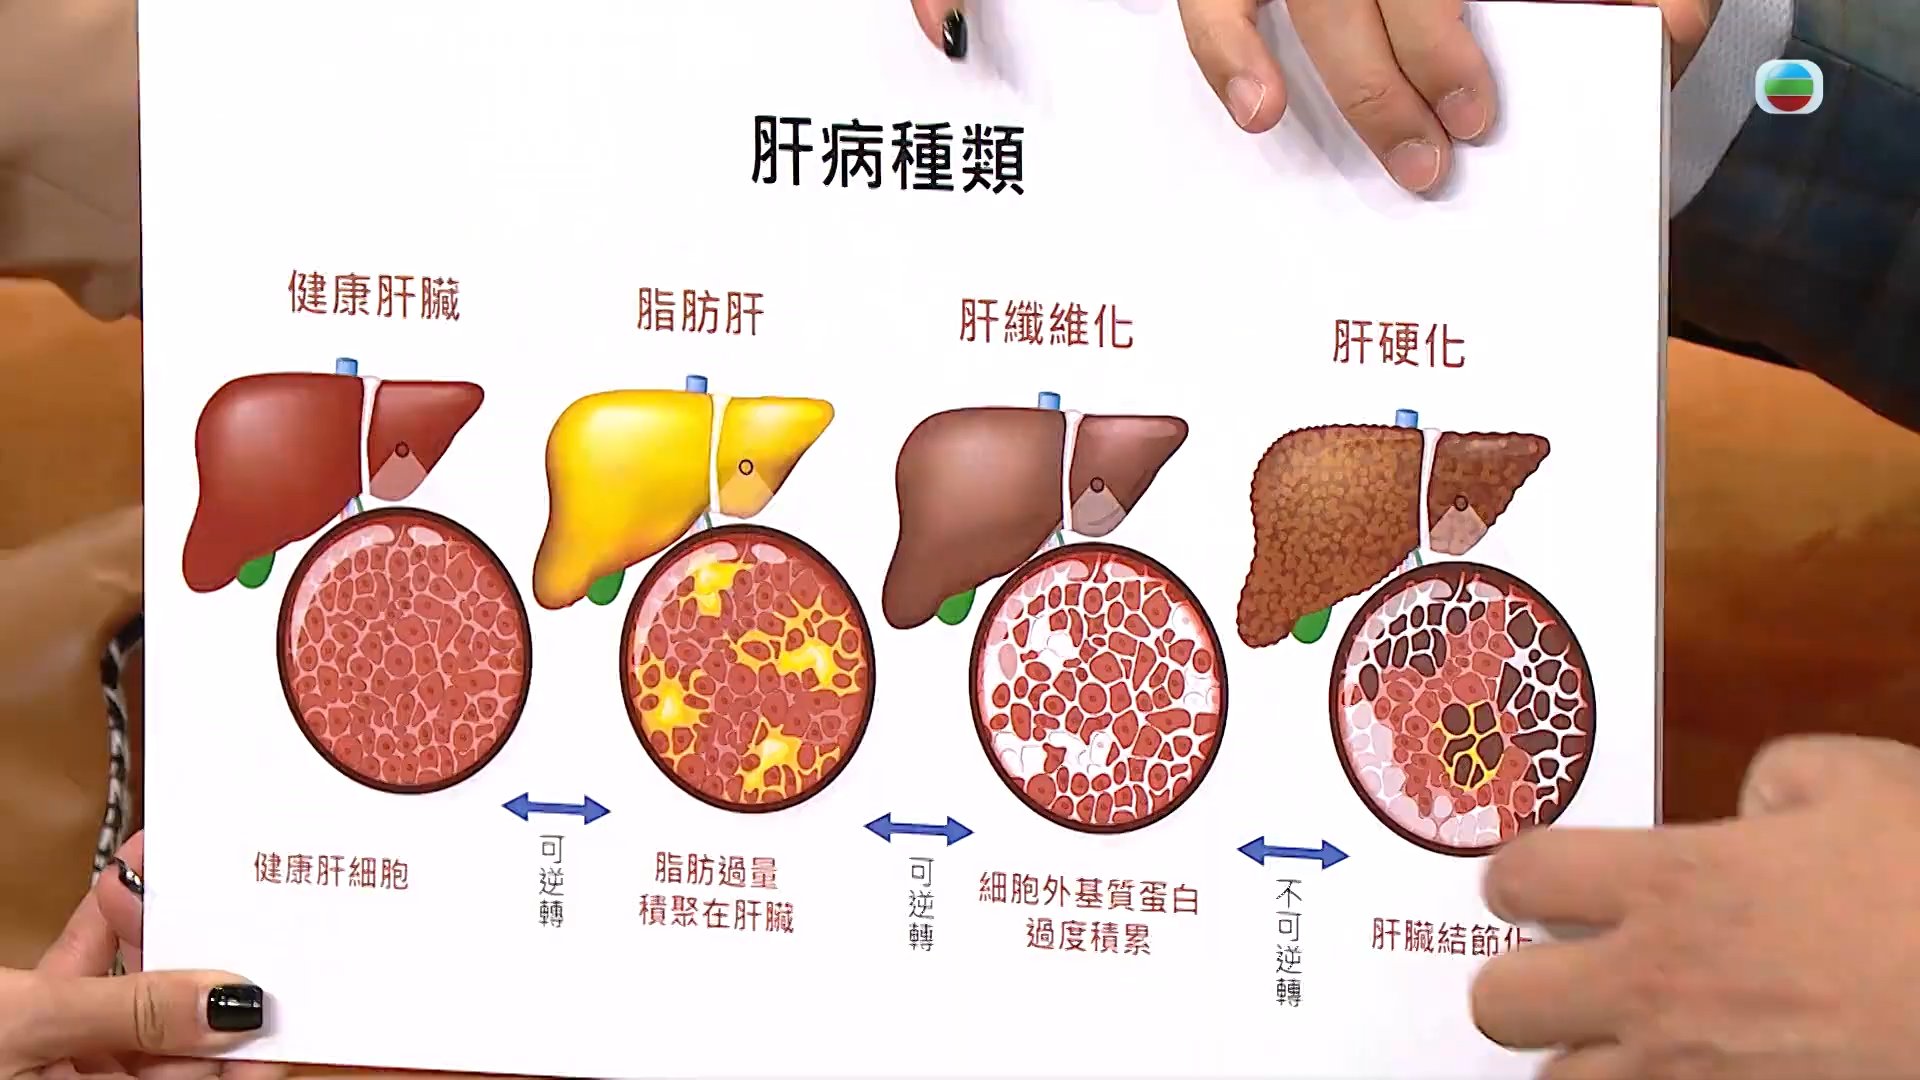 肝病種類
健康肝臟
脂肪肝
肝纖維化
肝硬化
健康肝細胞
可逆轉
脂肪過量
積聚在肝臟
可逆轉
細胞外基質蛋白
過度積累
不可逆轉
肝臟結節化